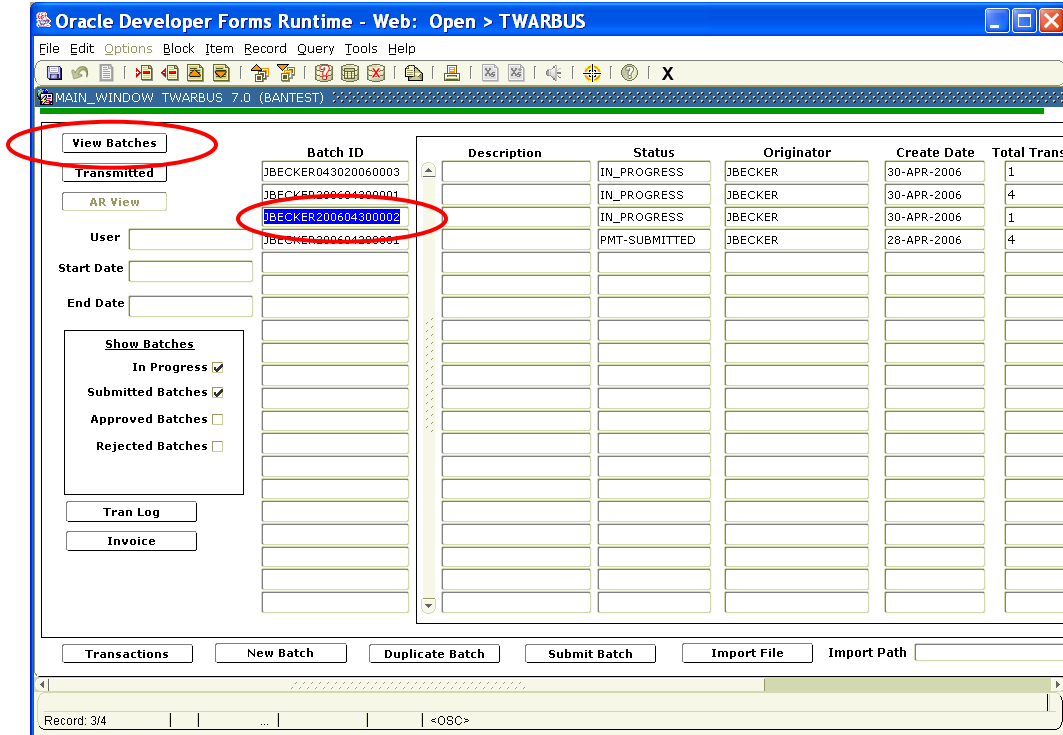 Oracle Developer Forms Runtime - Web: Open > TWARBUS
File Edit Options Block Item Record Query Tools Help
MAIN_WINDOW TWARBUS 7.0 (BANTEST)
View Batches
Transmitted
AR View
User
Start Date
End Date
Show Batches
In Progress
Submitted Batches
Approved Batches
Rejected Batches
Tran Log
Invoice
Batch ID Description Status Originator Create Date Total Trans
JBECKER043020060003 IN_PROGRESS JBECKER 30-APR-2006 1
JBECKER200604300001 IN_PROGRESS JBECKER 30-APR-2006 4
JBECKER200604300002 IN_PROGRESS JBECKER 30-APR-2006 1
JBECKER200604280001 PMT-SUBMITTED JBECKER 28-APR-2006 4
Transactions New Batch Duplicate Batch Submit Batch Import File Import Path
Record: 3/4 ... <OSC>